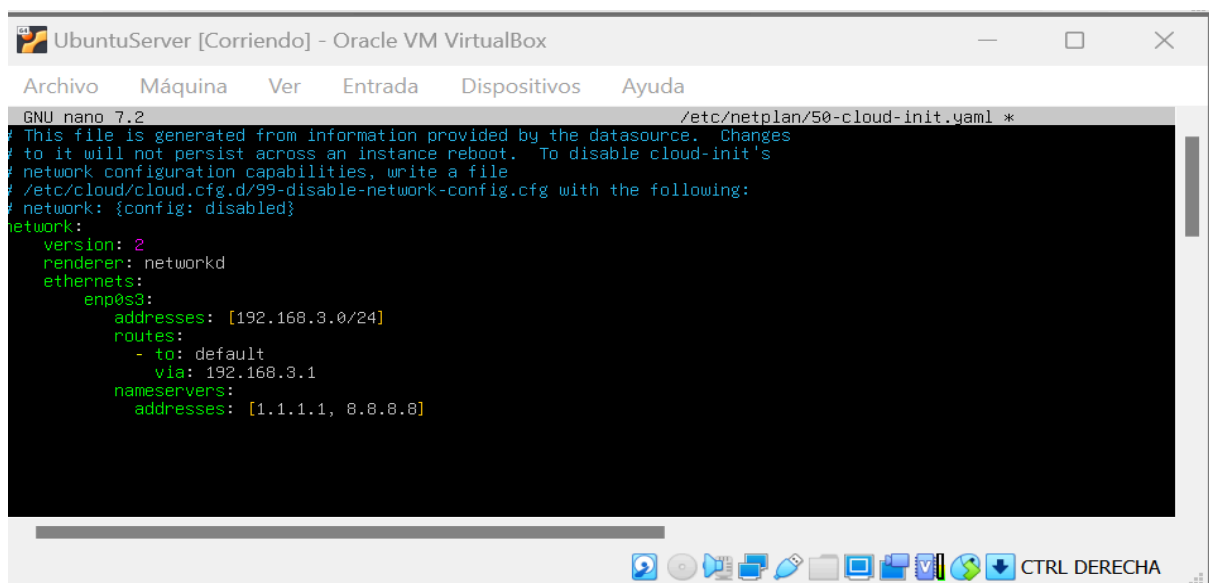 64
UbuntuServer [Corriendo] - Oracle VM VirtualBox
Archivo Máquina Ver Entrada Dispositivos Ayuda
GNU nano 7.2 /etc/netplan/50-cloud-init.yaml *
# This file is generated from information provided by the datasource.  Changes
# to it will not persist across an instance reboot.  To disable cloud-init's
# network configuration capabilities, write a file
# /etc/cloud/cloud.cfg.d/99-disable-network-config.cfg with the following:
# network: {config: disabled}
network:
   version: 2
   renderer: networkd
   ethernets:
       enp0s3:
          addresses: [192.168.3.0/24]
          routes:
            - to: default
              via: 192.168.3.1
          nameservers:
            addresses: [1.1.1.1, 8.8.8.8]
CTRL DERECHA